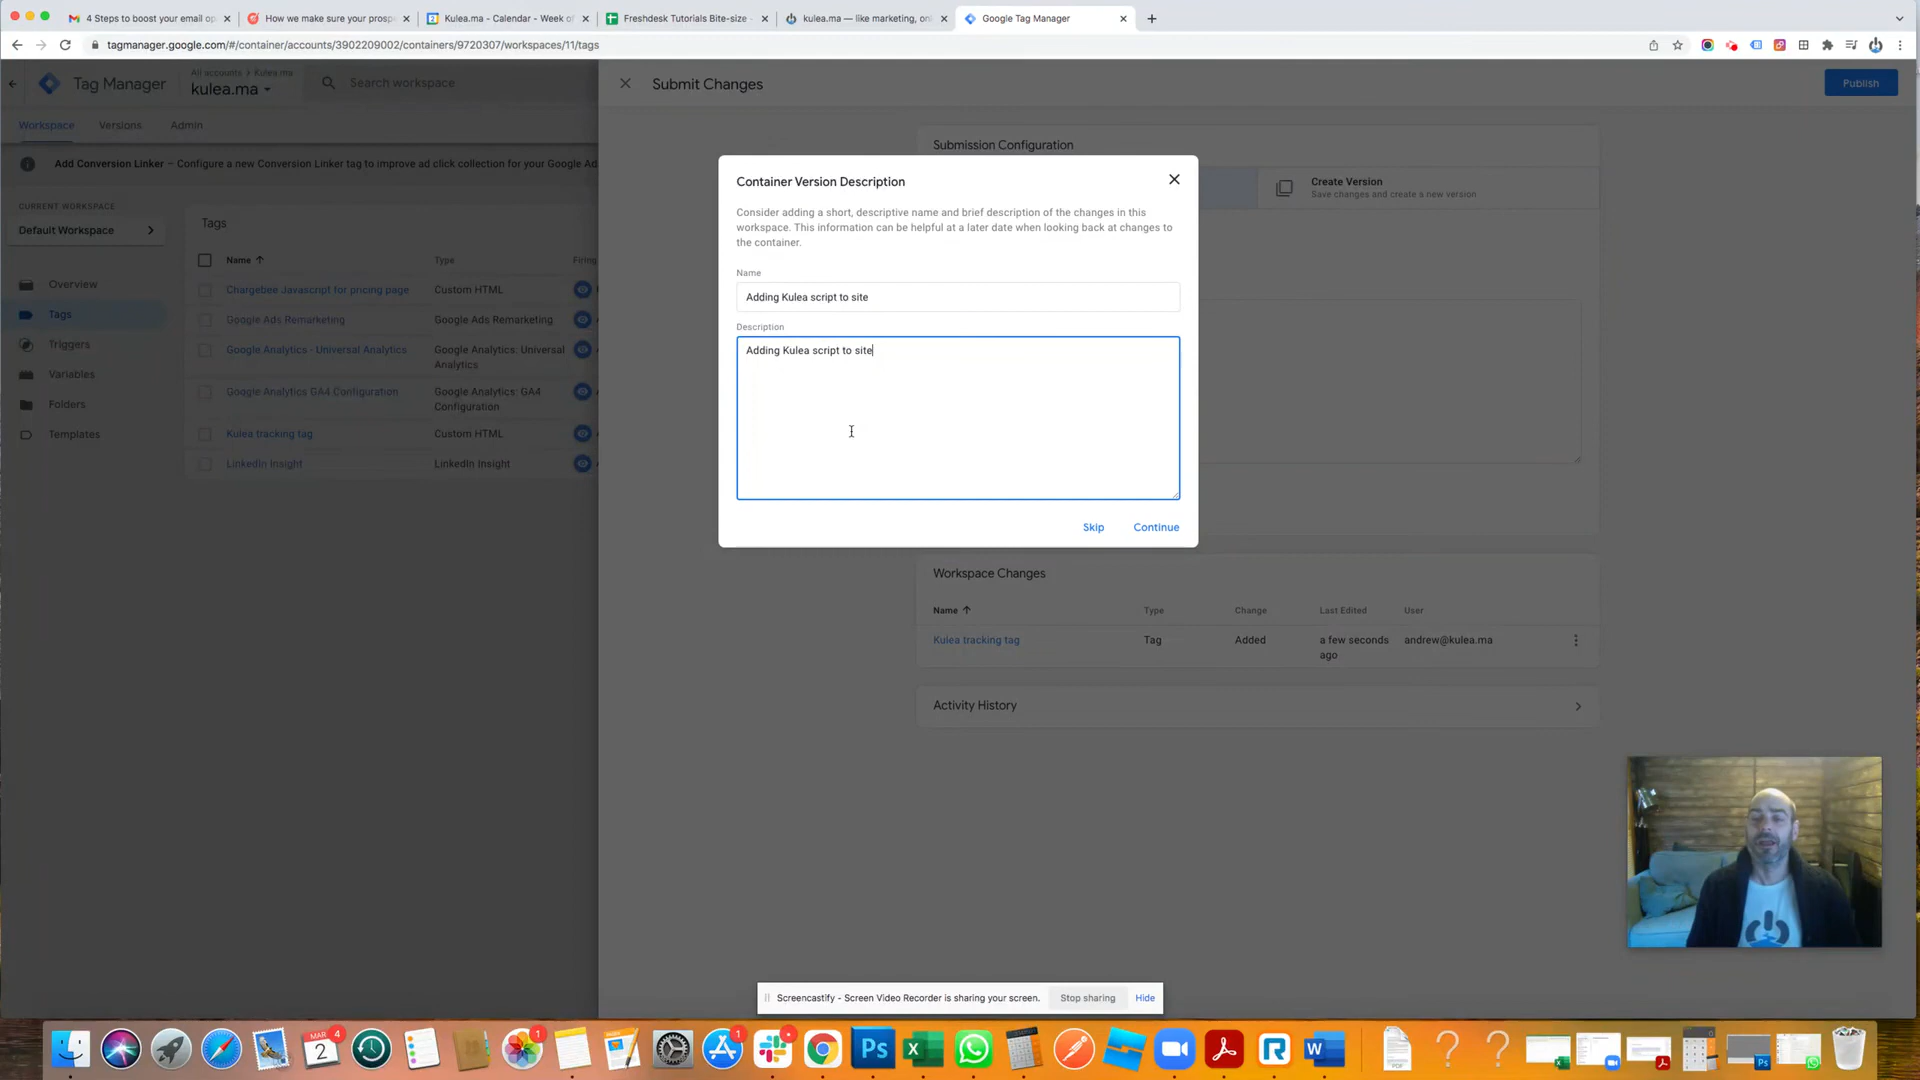 4 Steps to boost your email op
How we make sure your prosp
Kulea.ma - Calendar - Week of
Freshdesk Tutorials Bite-size
kulea.ma — like marketing, on
Google Tag Manager
tagmanager.google.com/#/container/accounts/3902209002/containers/9720307/workspaces/11/tags
Tag Manager
All accounts > Kulea.ma
kulea.ma
Search workspace
Submit Changes
Publish
Workspace
Versions
Admin
Add Conversion Linker – Configure a new Conversion Linker tag to improve ad click collection for your Google Ad
CURRENT WORKSPACE
Default Workspace
Overview
Tags
Triggers
Variables
Folders
Templates
Tags
Name
Type
Firing
Chargebee Javascript for pricing page
Custom HTML
Google Ads Remarketing
Google Ads Remarketing
Google Analytics - Universal Analytics
Google Analytics: Universal
Analytics
Google Analytics GA4 Configuration
Google Analytics: GA4
Configuration
Kulea tracking tag
Custom HTML
LinkedIn Insight
LinkedIn Insight
Submission Configuration
Create Version
Save changes and create a new version
Container Version Description
Consider adding a short, descriptive name and brief description of the changes in this
workspace. This information can be helpful at a later date when looking back at changes to
the container.
Name
Adding Kulea script to site
Description
Adding Kulea script to site
Skip
Continue
Workspace Changes
Name
Type
Change
Last Edited
User
Kulea tracking tag
Tag
Added
a few seconds
ago
andrew@kulea.ma
Activity History
Screencastify - Screen Video Recorder is sharing your screen.
Stop sharing
Hide
MAR
2
4
1
1
Ps
W
PDF